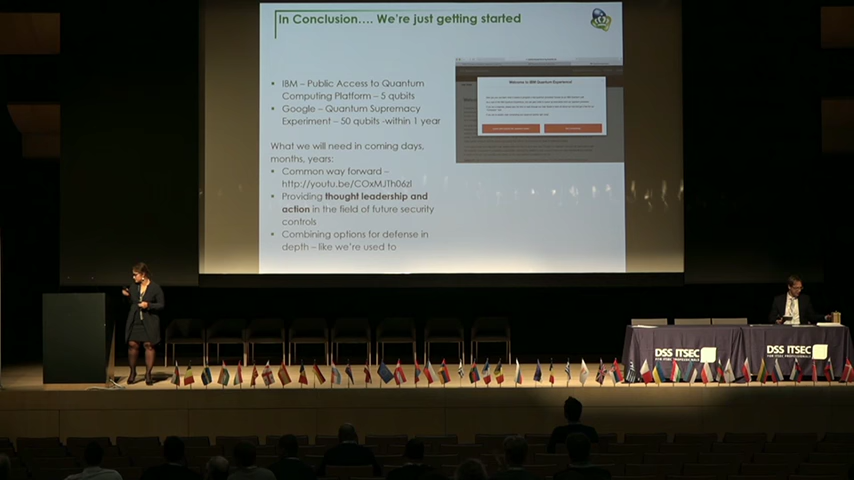 In Conclusion.... We're just getting started
▪ IBM – Public Access to Quantum
Computing Platform – 5 qubits
▪ Google – Quantum Supremacy
Experiment – 50 qubits -within 1 year
What we will need in coming days,
months, years:
▪ Common way forward –
http://youtu.be/COxMJTh06zI
▪ Providing thought leadership and
action in the field of future security
controls
▪ Combining options for defense in
depth – like we're used to
Welcome to IBM Quantum Experience!
DSS ITSEC
DSS ITSEC